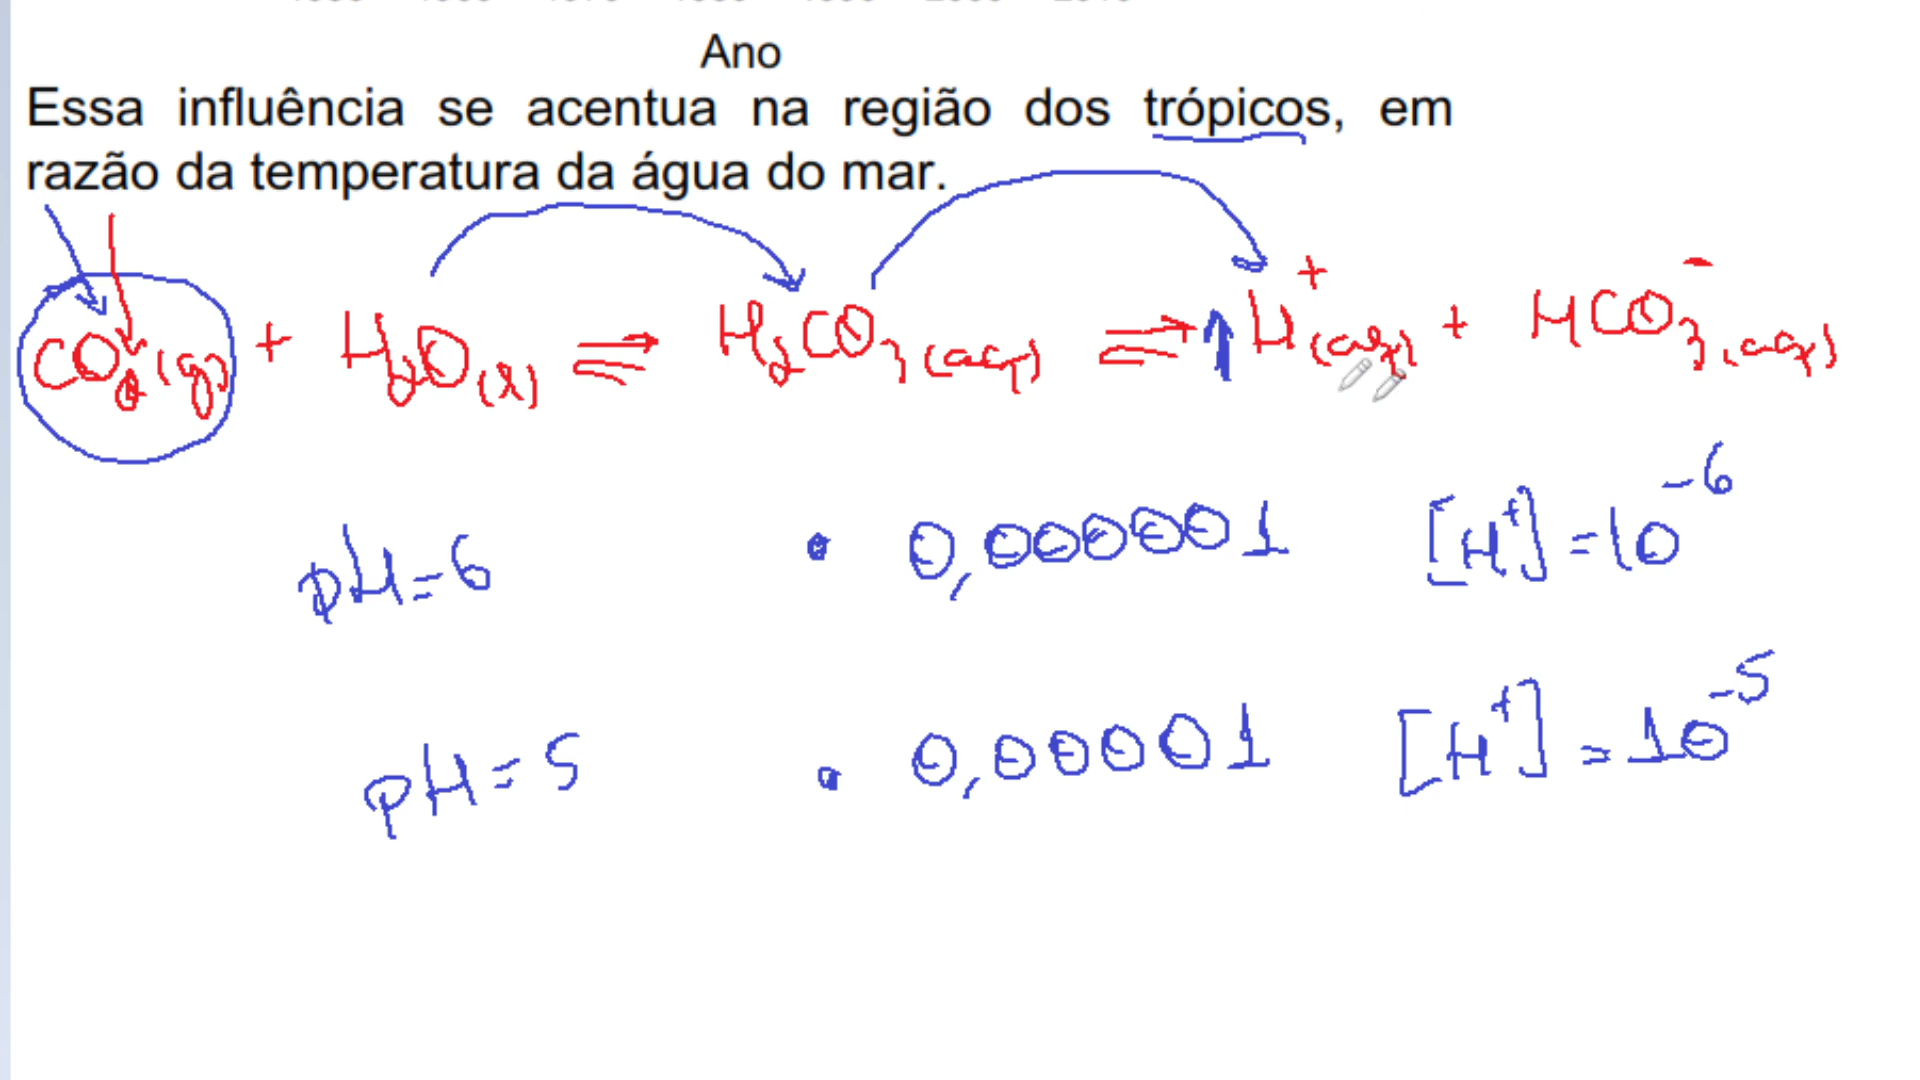 Ano
Essa influência se acentua na região dos trópicos, em
razão da temperatura da água do mar.
CO₂(g) + H₂O(l) ⇌ H₂CO₃(aq) ⇌ ↑H⁺(aq) + HCO₃⁻(aq)
pH=6 • 0,000001 [H⁺]=10⁻⁶
pH=5 • 0,00001 [H⁺]=10⁻⁵